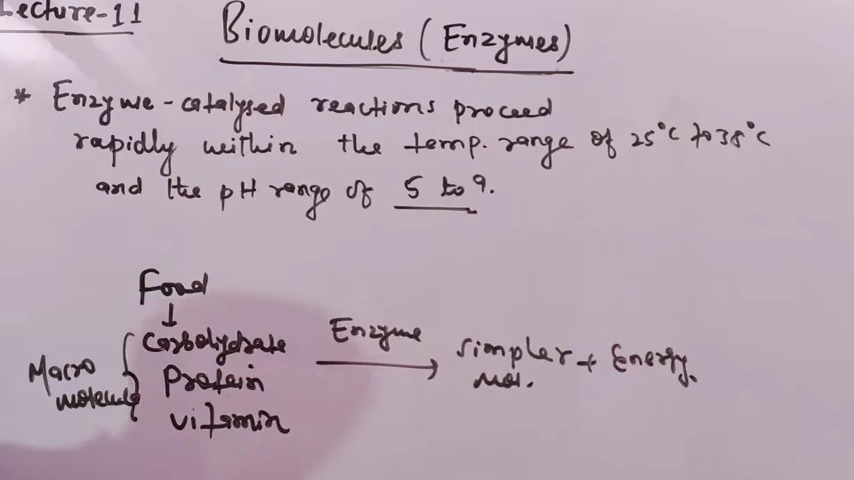 Lecture-11
Biomolecules (Enzymes)
* Enzyme-catalysed reactions proceed
rapidly within the temp. range of 25°C to 38°C
and the pH range of 5 to 9.
Food
↓
Carbohydrate
Protein
Vitamin
Macro
molecule
Enzyme
Simpler + Energy.
mol.